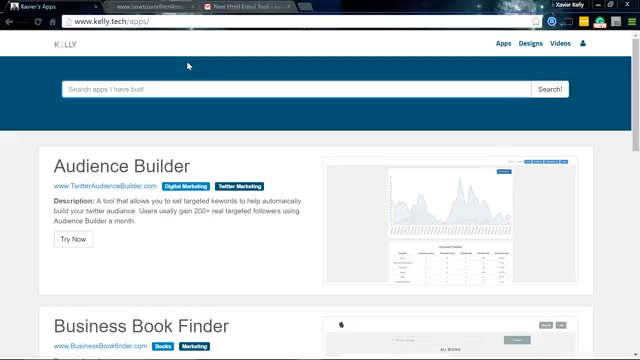 Xavier's Apps
New Html Email Tool -
Xavier Kelly
www.kelly.tech/apps/
NEW
KELLY
Apps Designs Videos
Search apps I have built
Search!
Audience Builder
www.TwitterAudienceBuilder.com Digital Marketing Twitter Marketing
Description: A tool that allows you to set targeted kewords to help automaically
build your twitter audience. Users usaily gain 200+ real targeted followers using
Audience Builder a month.
Try Now
Business Book Finder
www.BusinessBookfinder.com Books Marketing
ALL BOOKS